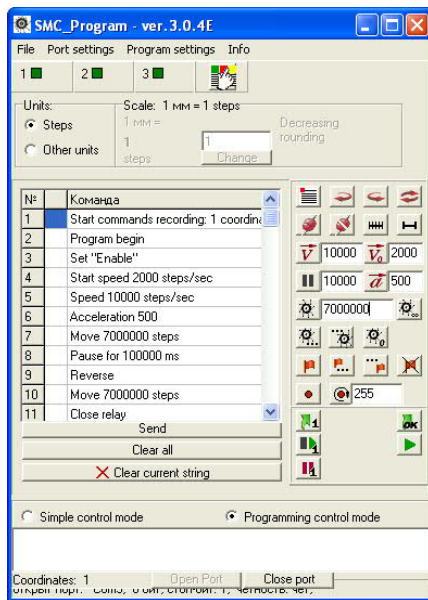 SMC_Program - ver.3.0.4E
File Port settings Program settings Info
1 2 3
Units:
Steps
Other units
Scale: 1 мм = 1 steps
1 мм =
1
steps
1
Change
Decreasing
rounding
№ Команда
1 Start commands recording: 1 coordina
2 Program begin
3 Set "Enable"
4 Start speed 2000 steps/sec
5 Speed 10000 steps/sec
6 Acceleration 500
7 Move 7000000 steps
8 Pause for 100000 ms
9 Reverse
10 Move 7000000 steps
11 Close relay
V 10000 V0 2000
10000 a 500
7000000
255
1 OK
1
1
Send
Clear all
Clear current string
Simple control mode
Programming control mode
Coordinates: 1 Open Port Close port